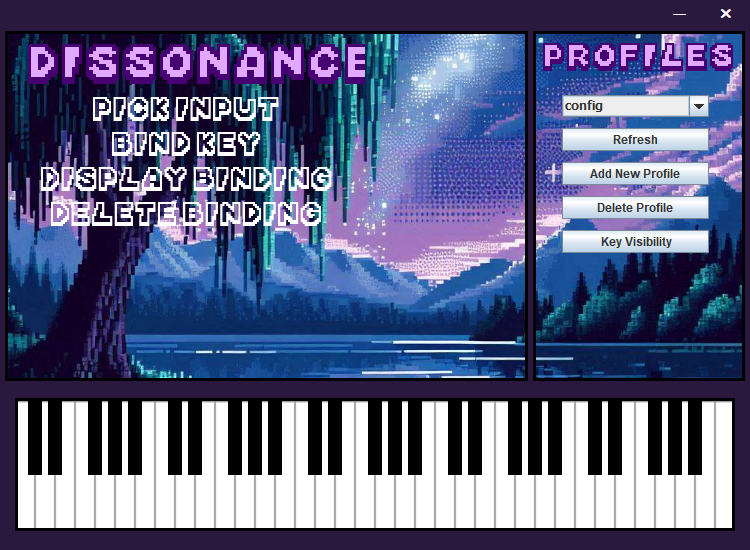 DISSONANCE
PICK INPUT
BIND KEY
DISPLAY BINDING
DELETE BINDING
PROFILES
config
Refresh
Add New Profile
Delete Profile
Key Visibility